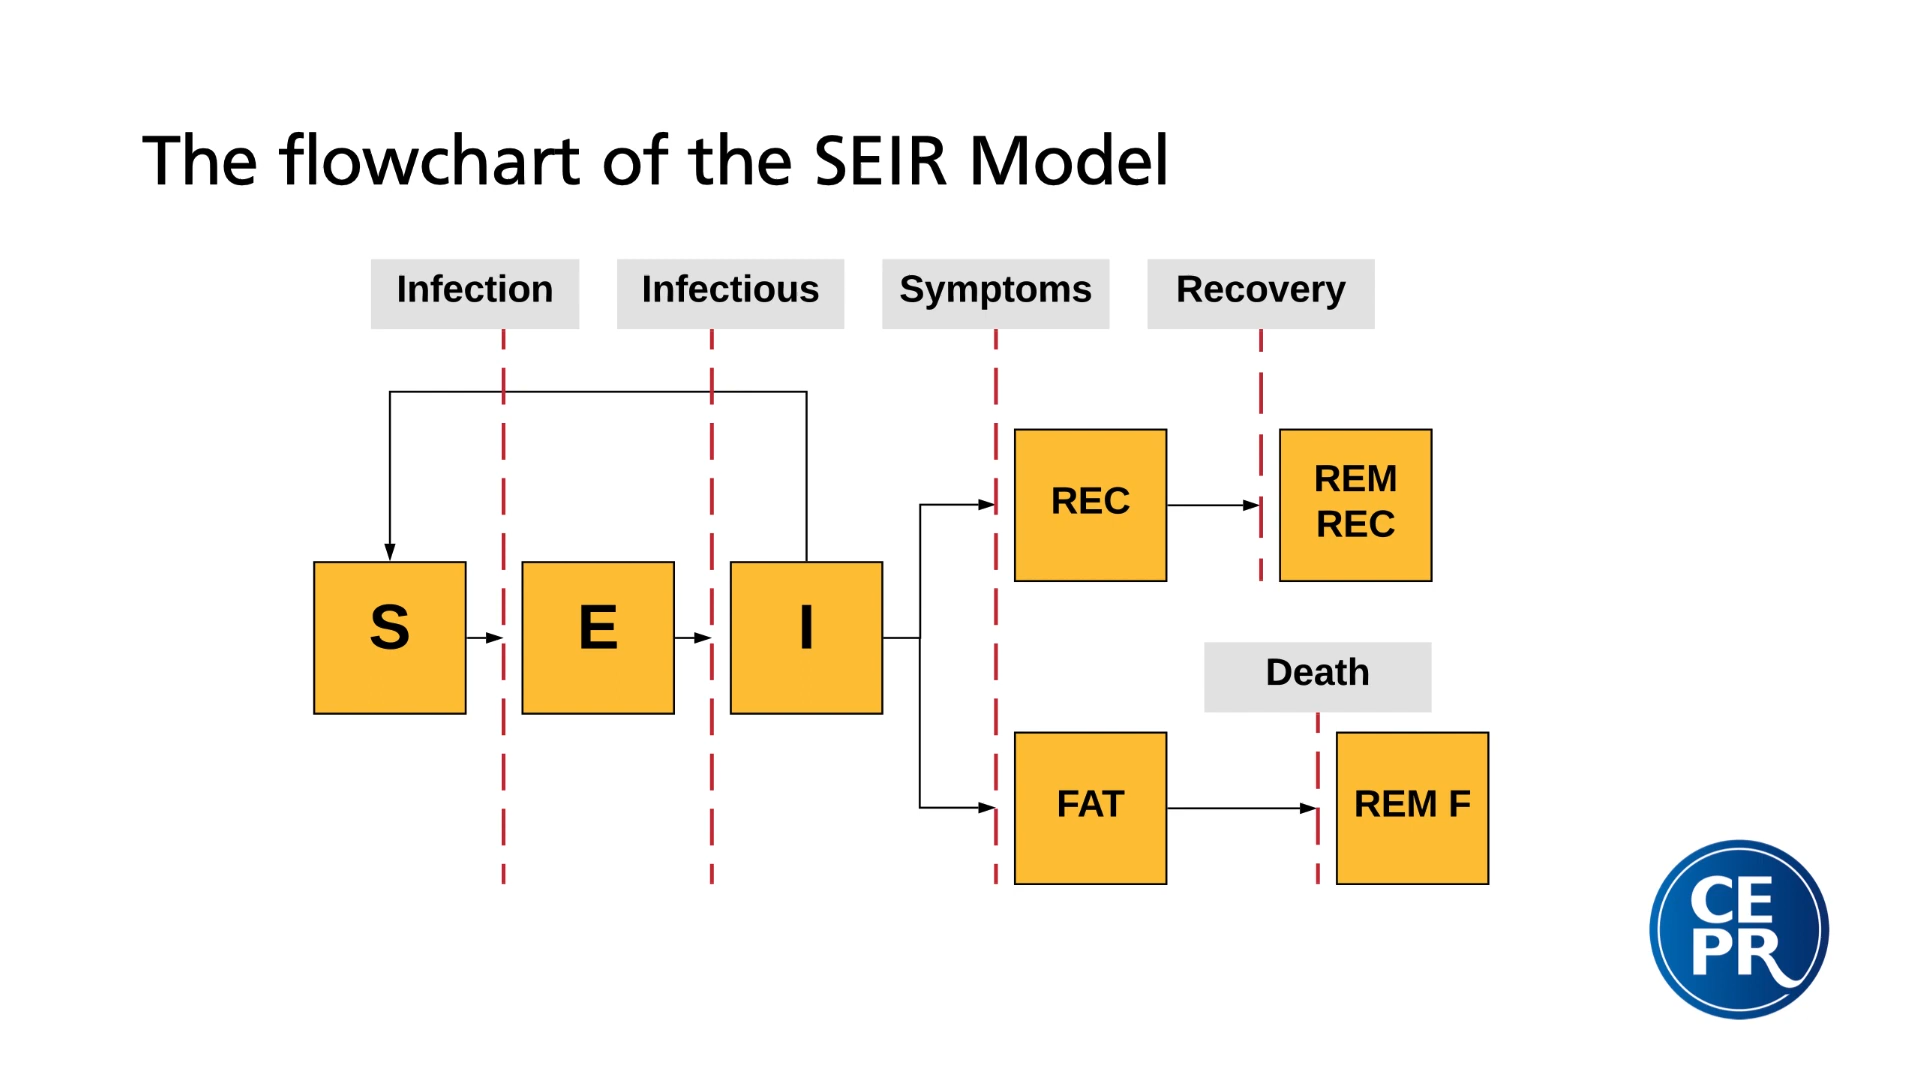 The flowchart of the SEIR Model
Infection
Infectious
Symptoms
Recovery
S
E
I
REC
REM
REC
Death
FAT
REM F
CE
PR